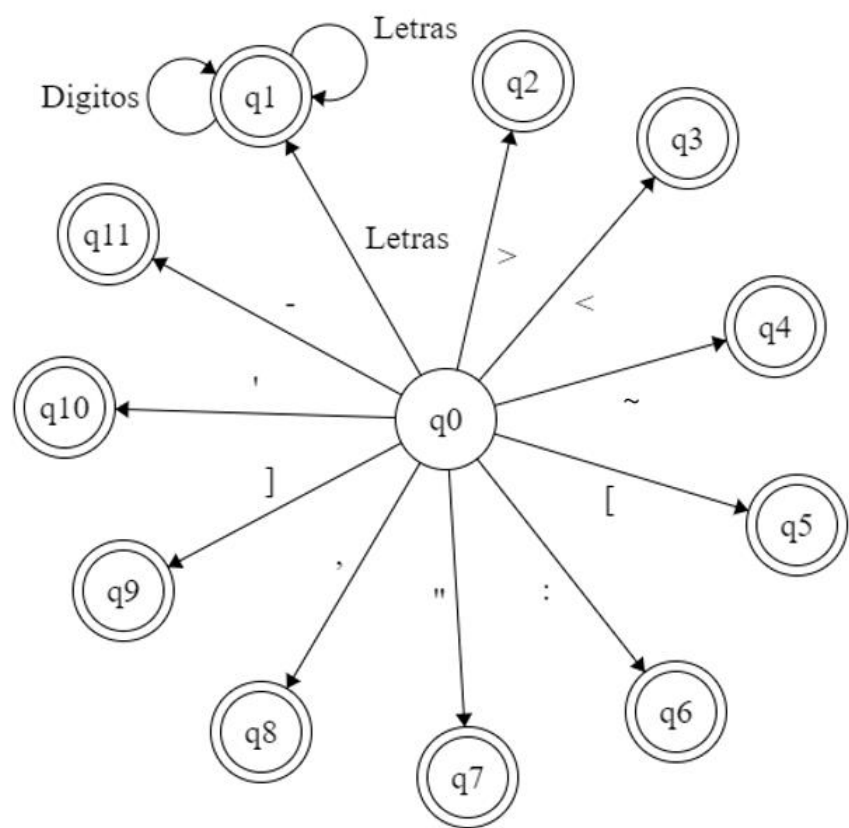 Letras
q2
Digitos
q1
q3
q11
Letras
>
<
-
q4
'
q10
q0
~
]
[
q5
,
"
:
q9
q8
q6
q7